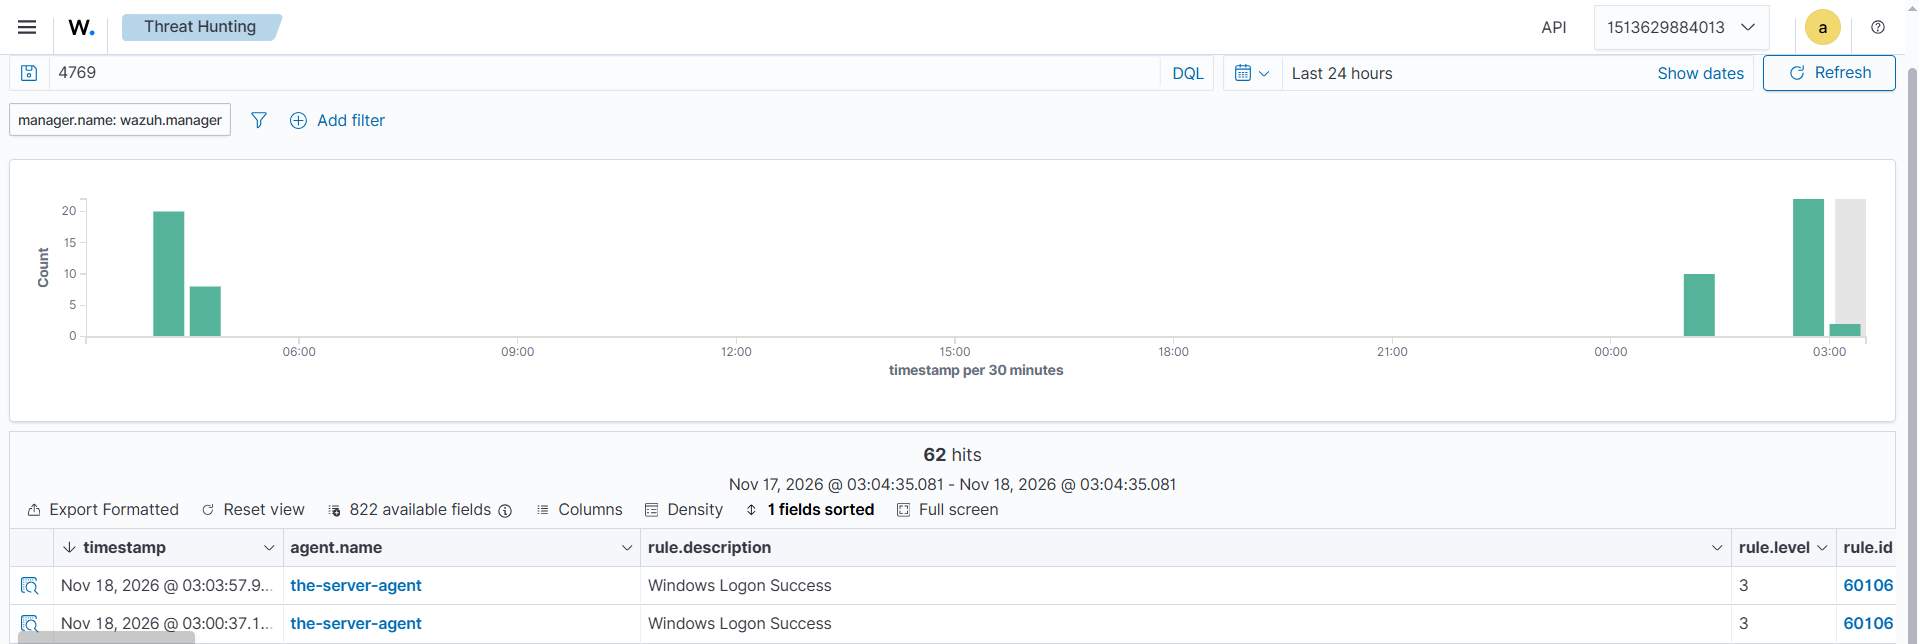 W. Threat Hunting API 1513629884013 a
4769 DQL Last 24 hours Show dates Refresh
manager.name: wazuh.manager Add filter
20
15
10
5
0
Count
06:00 09:00 12:00 15:00 18:00 21:00 00:00 03:00
timestamp per 30 minutes
62 hits
Nov 17, 2026 @ 03:04:35.081 - Nov 18, 2026 @ 03:04:35.081
Export Formatted Reset view 822 available fields Columns Density 1 fields sorted Full screen
timestamp agent.name rule.description rule.level rule.id
Nov 18, 2026 @ 03:03:57.9... the-server-agent Windows Logon Success 3 60106
Nov 18, 2026 @ 03:00:37.1... the-server-agent Windows Logon Success 3 60106